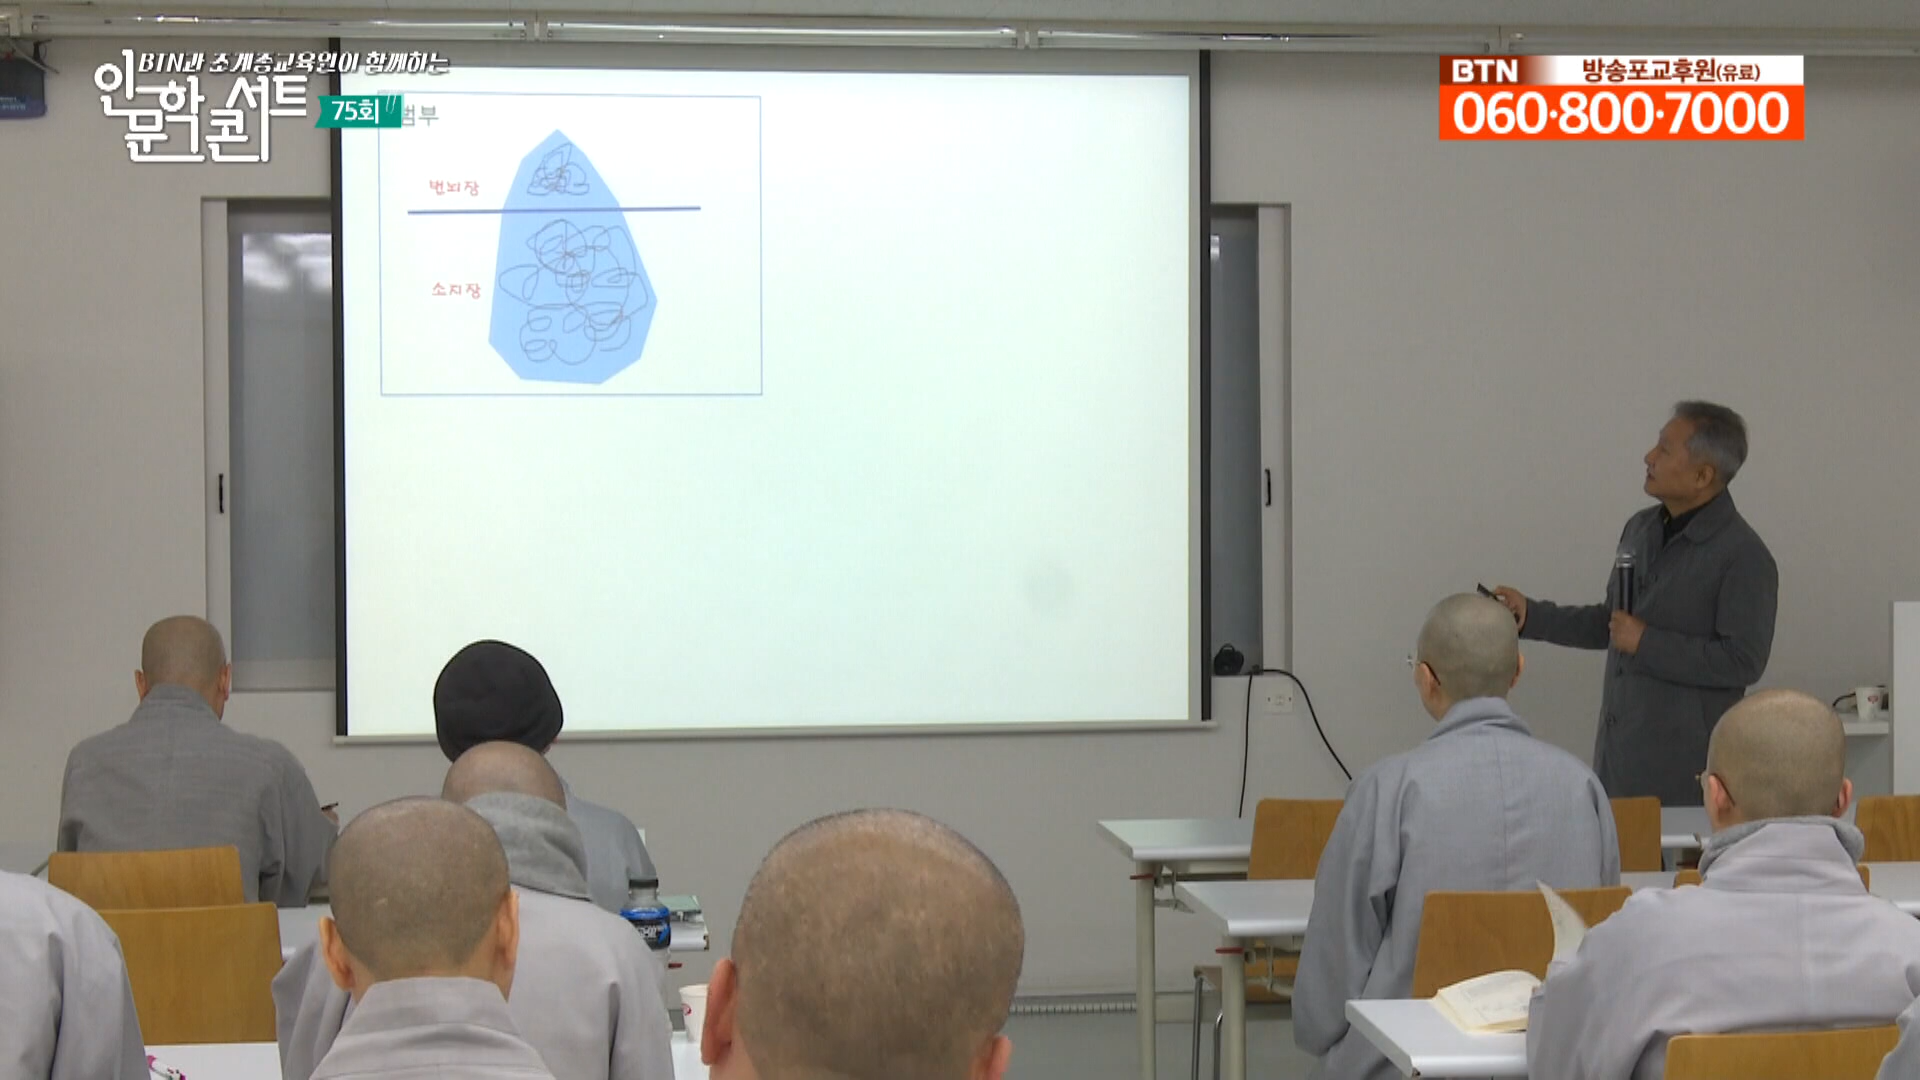 BTN과 조계종교육원이 함께하는
인문학콘서트
75회
BTN 방송포교후원(유료)
060·800·7000
범부
번뇌장
소지장